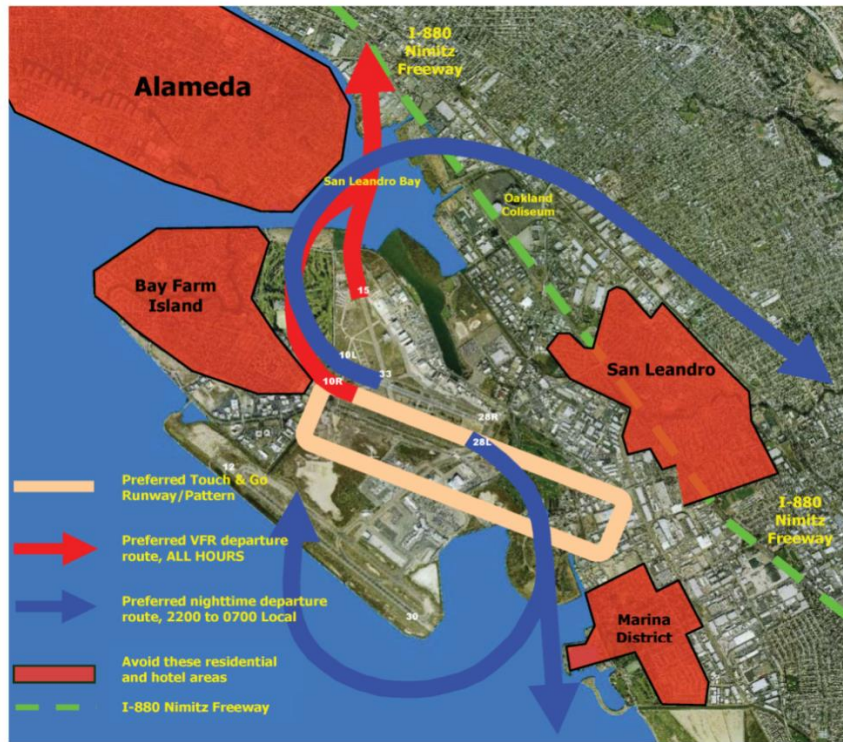 I-880
Nimitz
Freeway
Alameda
San Leandro Bay
Oakland
Coliseum
Bay Farm
Island
15
10L
33
10R
San Leandro
28R
28L
12
Preferred Touch & Go
Runway/Pattern
I-880
Nimitz
Freeway
Preferred VFR departure
route, ALL HOURS
Preferred nighttime departure
route, 2200 to 0700 Local
30
Marina
District
Avoid these residential
and hotel areas
I-880 Nimitz Freeway